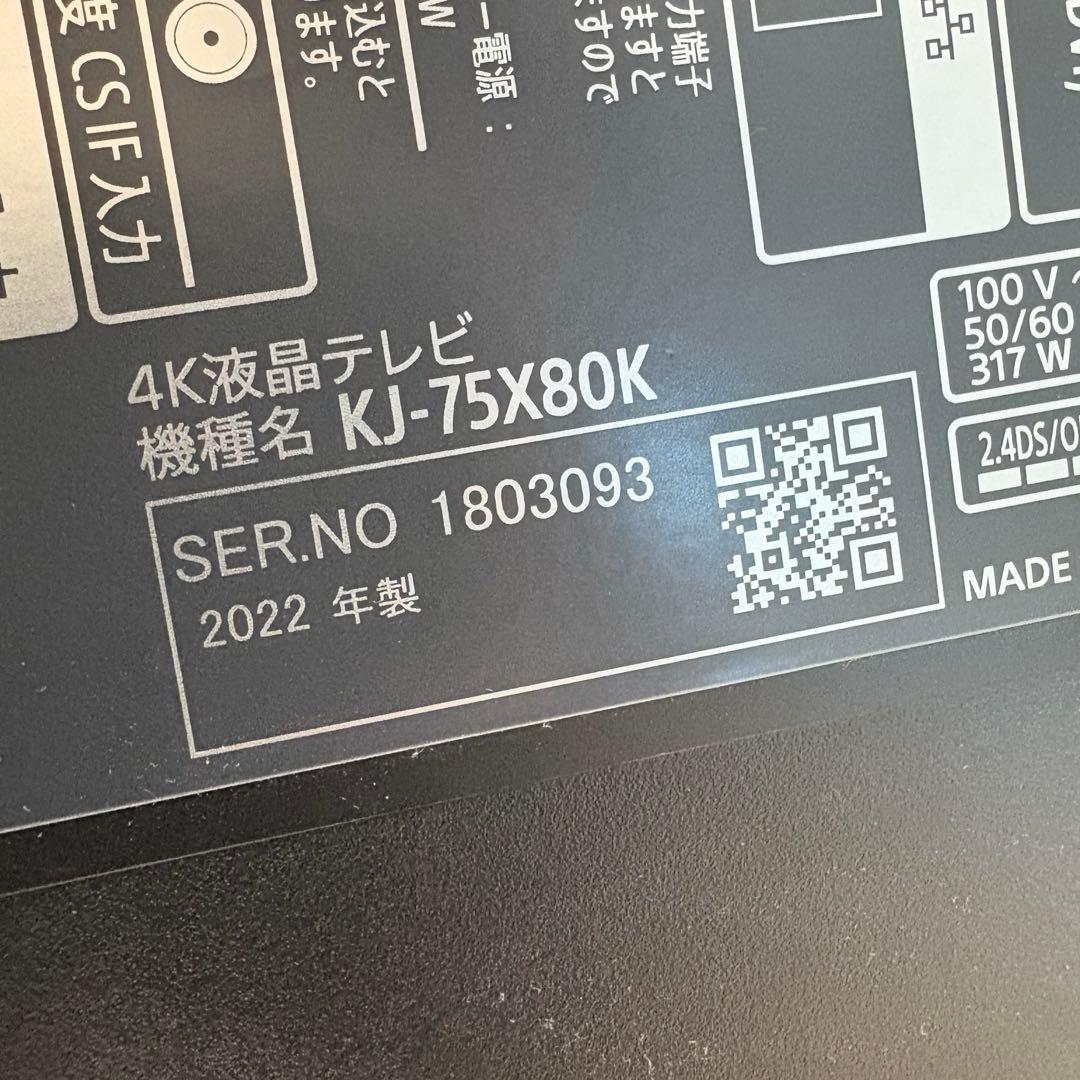 度 CS IF 入力
込むと
ます。
W
ー電源：
力端子
ますと
ますので
4K液晶テレビ
機種名 KJ-75X80K
SER.NO 1803093
2022 年製
100 V
50/60
317 W
2.4DS/O
MADE